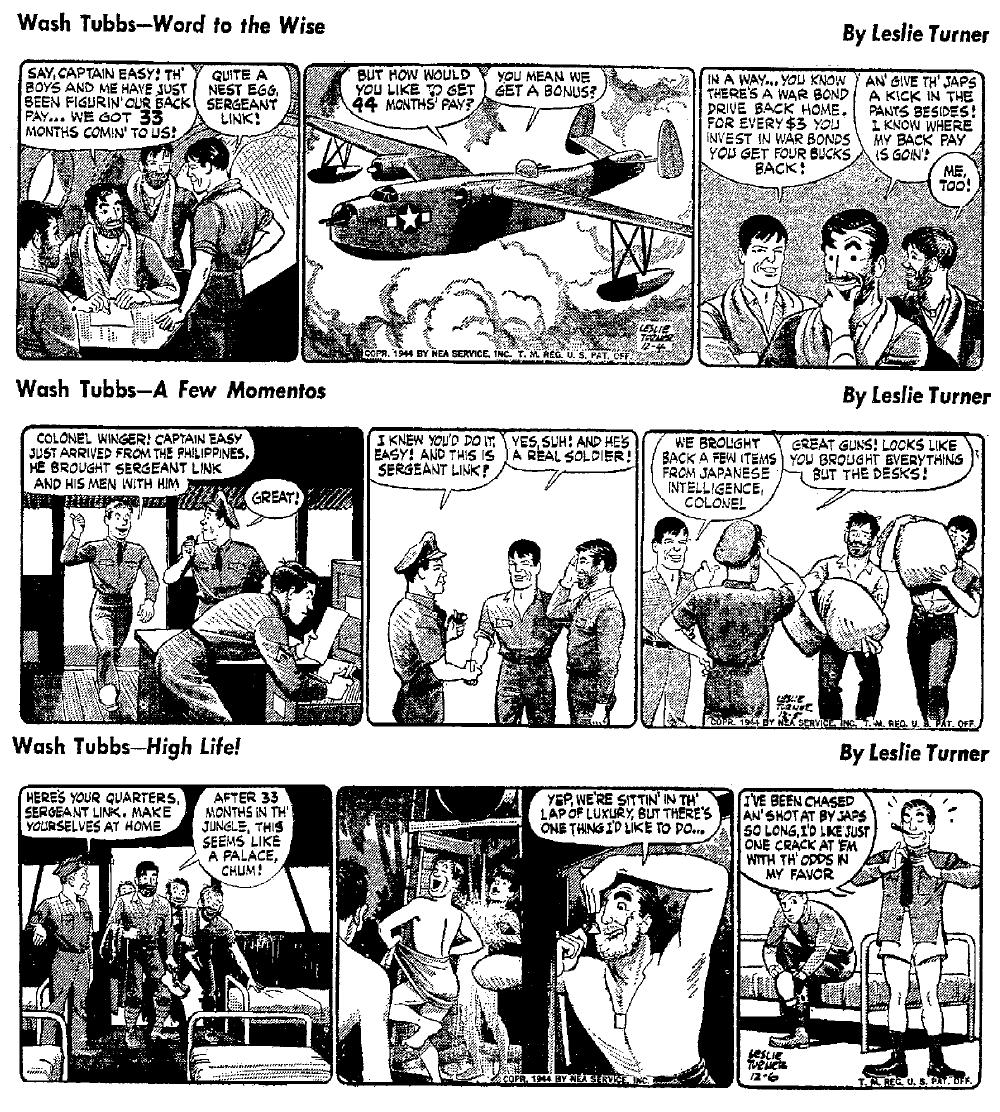 Wash Tubbs—Word to the Wise
By Leslie Turner
SAY, CAPTAIN EASY! TH'
BOYS AND ME HAVE JUST
BEEN FIGURIN' OUR BACK
PAY... WE GOT 33
MONTHS COMIN' TO US!
QUITE A
NEST EGG,
SERGEANT
LINK!
BUT HOW WOULD
YOU LIKE TO GET
44 MONTHS' PAY?
YOU MEAN WE
GET A BONUS?
LESLIE
TURNER
12-4
COPR. 1944 BY NEA SERVICE, INC. T. M. REG. U. S. PAT. OFF.
IN A WAY... YOU KNOW
THERE'S A WAR BOND
DRIVE BACK HOME.
FOR EVERY $3 YOU
INVEST IN WAR BONDS
YOU GET FOUR BUCKS
BACK!
AN' GIVE TH' JAPS
A KICK IN THE
PANTS BESIDES!
I KNOW WHERE
MY BACK PAY
IS GOIN'!
ME,
TOO!
Wash Tubbs—A Few Momentos
By Leslie Turner
COLONEL WINGER! CAPTAIN EASY
JUST ARRIVED FROM THE PHILIPPINES.
HE BROUGHT SERGEANT LINK
AND HIS MEN WITH HIM
GREAT!
I KNEW YOU'D DO IT,
EASY! AND THIS IS
SERGEANT LINK?
YES, SUH! AND HE'S
A REAL SOLDIER!
WE BROUGHT
BACK A FEW ITEMS
FROM JAPANESE
INTELLIGENCE,
COLONEL
GREAT GUNS! LOOKS LIKE
YOU BROUGHT EVERYTHING
BUT THE DESKS!
LESLIE
TURNER
12-5
COPR. 1944 BY NEA SERVICE, INC. T. M. REG. U. S. PAT. OFF.
Wash Tubbs—High Life!
By Leslie Turner
HERE'S YOUR QUARTERS,
SERGEANT LINK. MAKE
YOURSELVES AT HOME
AFTER 33
MONTHS IN TH'
JUNGLE, THIS
SEEMS LIKE
A PALACE,
CHUM!
YEP, WE'RE SITTIN' IN TH'
LAP OF LUXURY, BUT THERE'S
ONE THING I'D LIKE TO DO...
COPR. 1944 BY NEA SERVICE, INC.
I'VE BEEN CHASED
AN' SHOT AT BY JAPS
SO LONG, I'D LIKE JUST
ONE CRACK AT 'EM
WITH TH' ODDS IN
MY FAVOR
LESLIE
TURNER
12-6
T. M. REG. U. S. PAT. OFF.